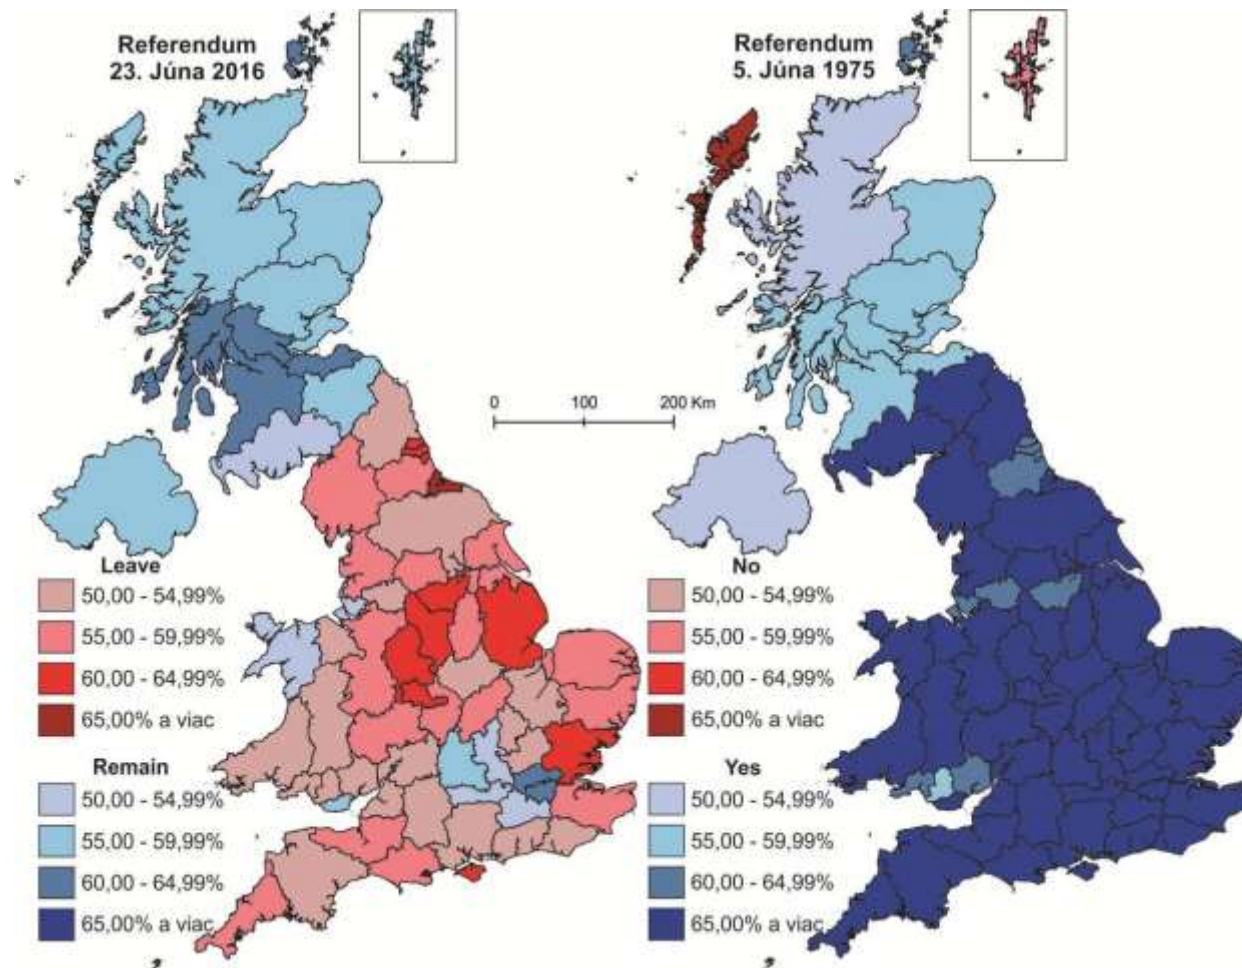 Referendum
23. Júna 2016
Referendum
5. Júna 1975
0 100 200 Km
Leave
50,00 - 54,99%
55,00 - 59,99%
60,00 - 64,99%
65,00% a viac
Remain
50,00 - 54,99%
55,00 - 59,99%
60,00 - 64,99%
65,00% a viac
No
50,00 - 54,99%
55,00 - 59,99%
60,00 - 64,99%
65,00% a viac
Yes
50,00 - 54,99%
55,00 - 59,99%
60,00 - 64,99%
65,00% a viac